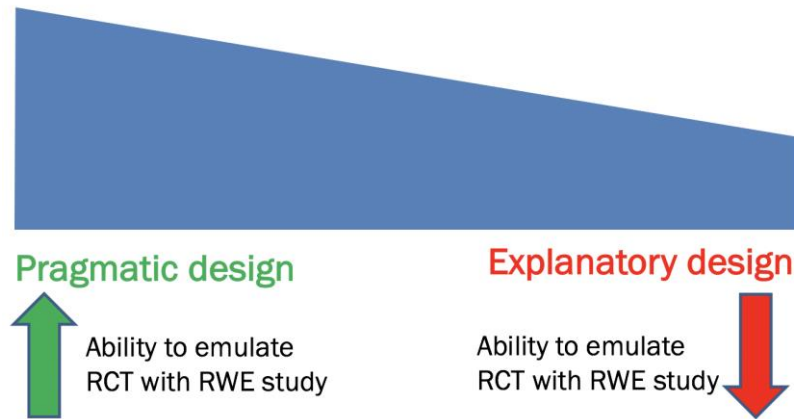 Pragmatic design
Explanatory design
Ability to emulate
RCT with RWE study
Ability to emulate
RCT with RWE study